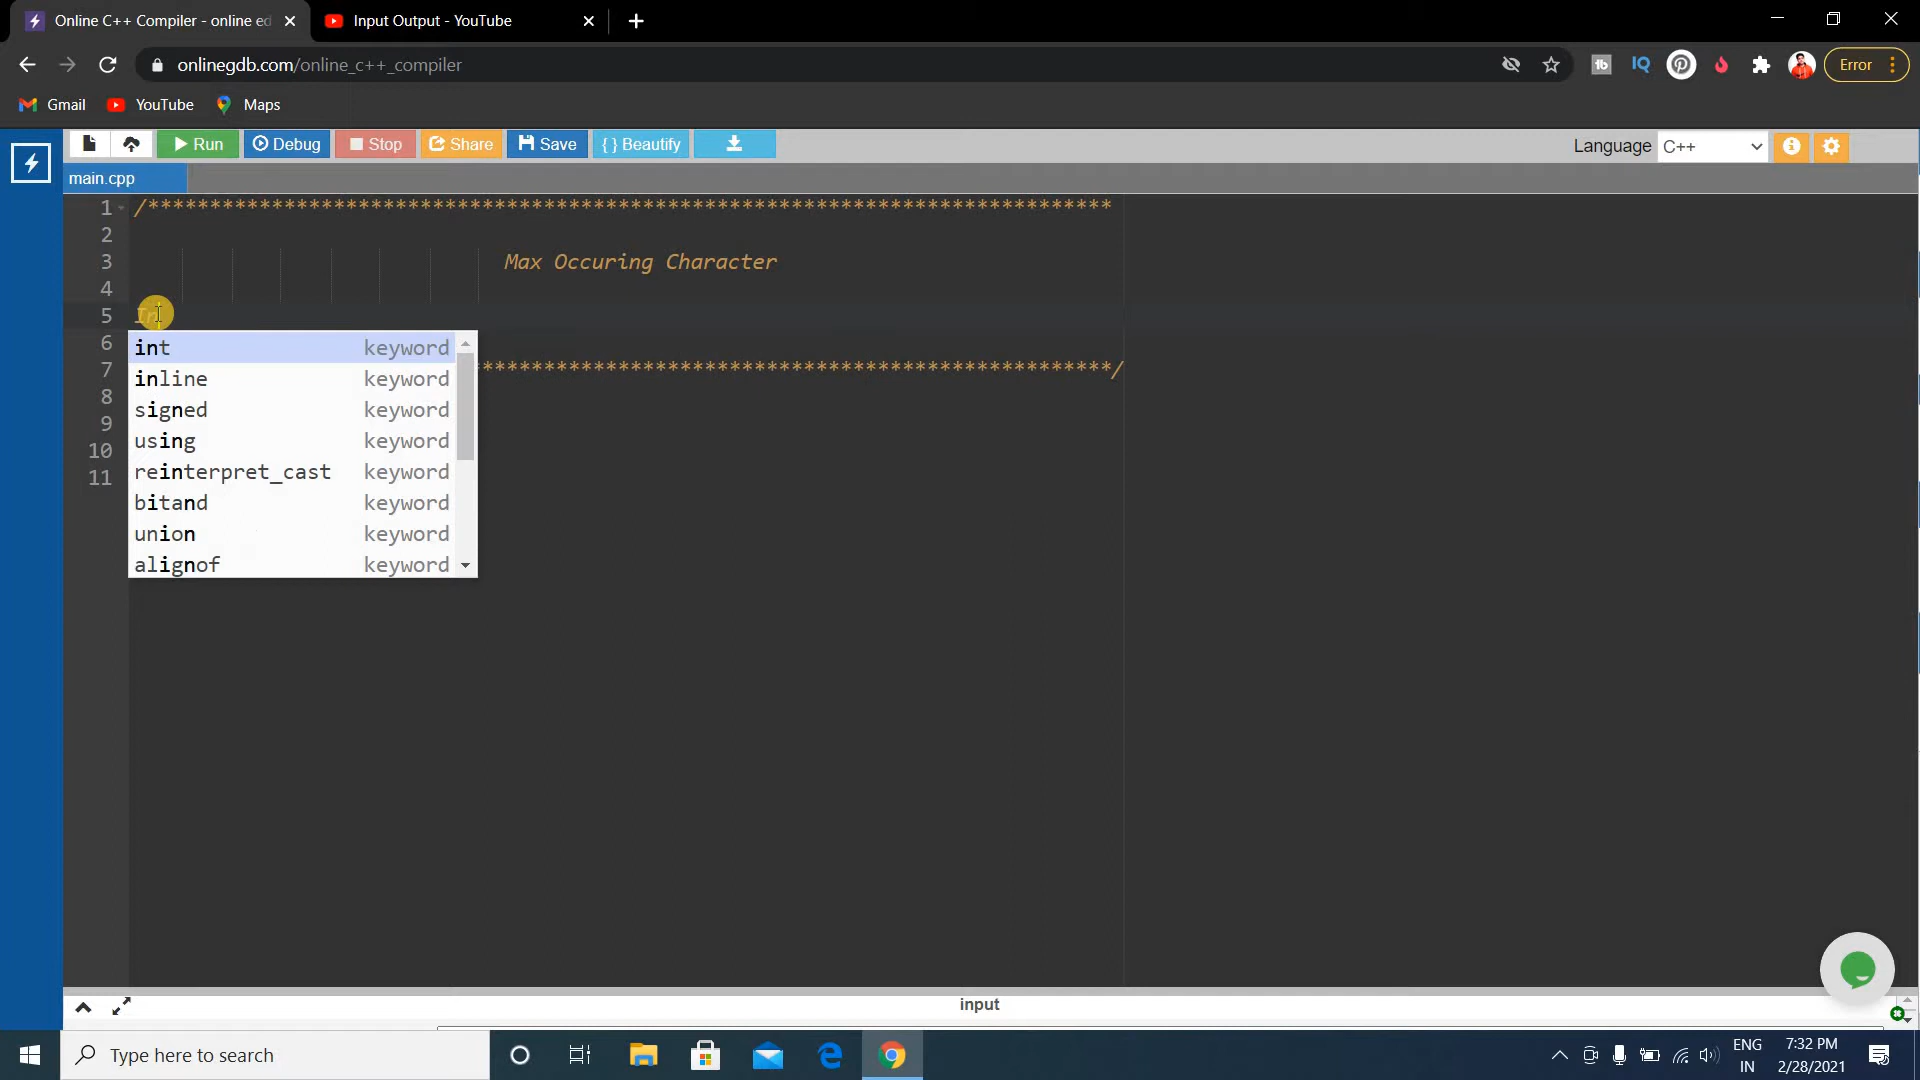 Online C++ Compiler - online ed
Input Output - YouTube
onlinegdb.com/online_c++_compiler
Error
Gmail
YouTube
Maps
Run
Debug
Stop
Share
Save
{ } Beautify
Language
C++
main.cpp
1 /******************************************************************************
2
3 Max Occuring Character
4
5 In
6
7 **************************************************/
8
9
10
11
int keyword
inline keyword
signed keyword
using keyword
reinterpret_cast keyword
bitand keyword
union keyword
alignof keyword
input
Type here to search
ENG
IN
7:32 PM
2/28/2021